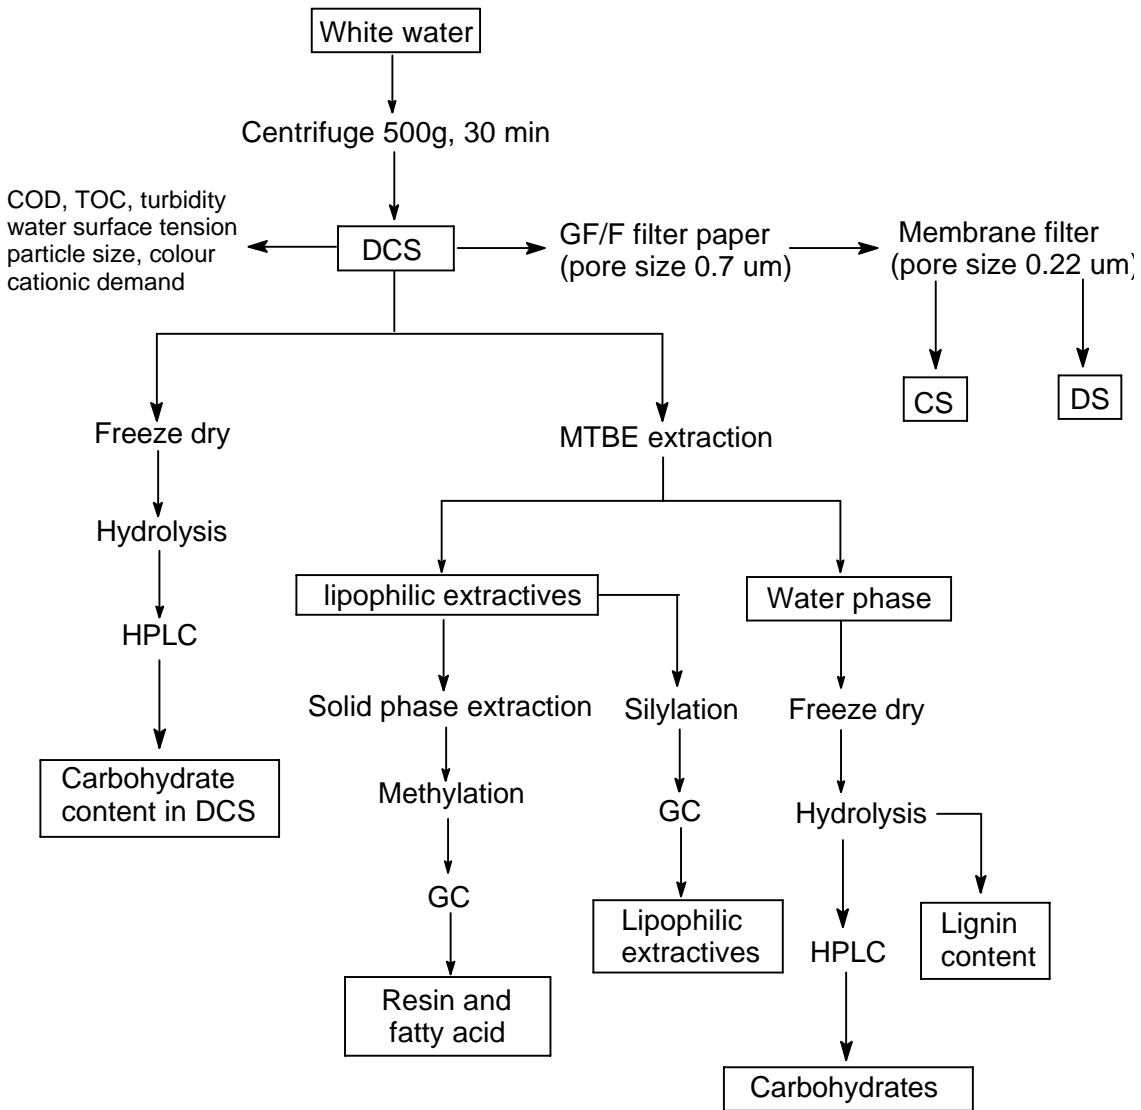 White water
Centrifuge 500g, 30 min
COD, TOC, turbidity
water surface tension
particle size, colour
cationic demand
DCS
GF/F filter paper
(pore size 0.7 um)
Membrane filter
(pore size 0.22 um)
CS
DS
Freeze dry
MTBE extraction
Hydrolysis
HPLC
Carbohydrate
content in DCS
lipophilic extractives
Water phase
Solid phase extraction
Silylation
Freeze dry
Methylation
GC
Hydrolysis
GC
Lipophilic
extractives
HPLC
Lignin
content
Resin and
fatty acid
Carbohydrates